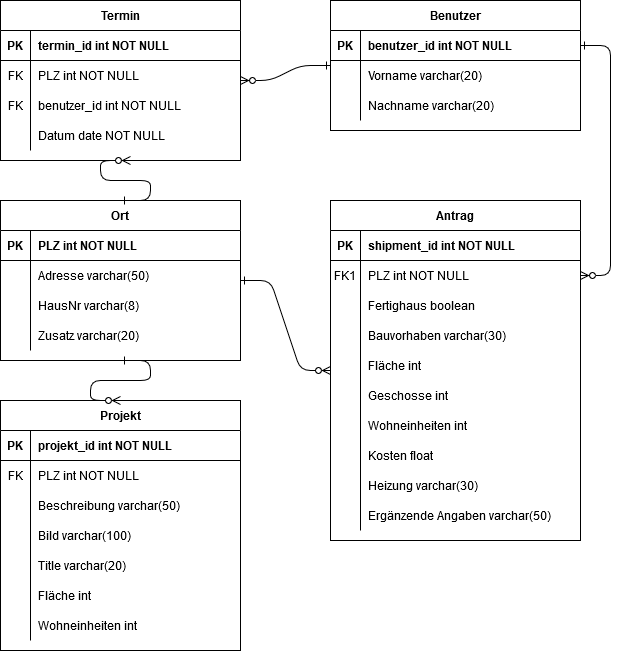 Termin
PK termin_id int NOT NULL
FK PLZ int NOT NULL
FK benutzer_id int NOT NULL
Datum date NOT NULL
Benutzer
PK benutzer_id int NOT NULL
Vorname varchar(20)
Nachname varchar(20)
Ort
PK PLZ int NOT NULL
Adresse varchar(50)
HausNr varchar(8)
Zusatz varchar(20)
Antrag
PK shipment_id int NOT NULL
FK1 PLZ int NOT NULL
Fertighaus boolean
Bauvorhaben varchar(30)
Fläche int
Geschosse int
Wohneinheiten int
Kosten float
Heizung varchar(30)
Ergänzende Angaben varchar(50)
Projekt
PK projekt_id int NOT NULL
FK PLZ int NOT NULL
Beschreibung varchar(50)
Bild varchar(100)
Title varchar(20)
Fläche int
Wohneinheiten int